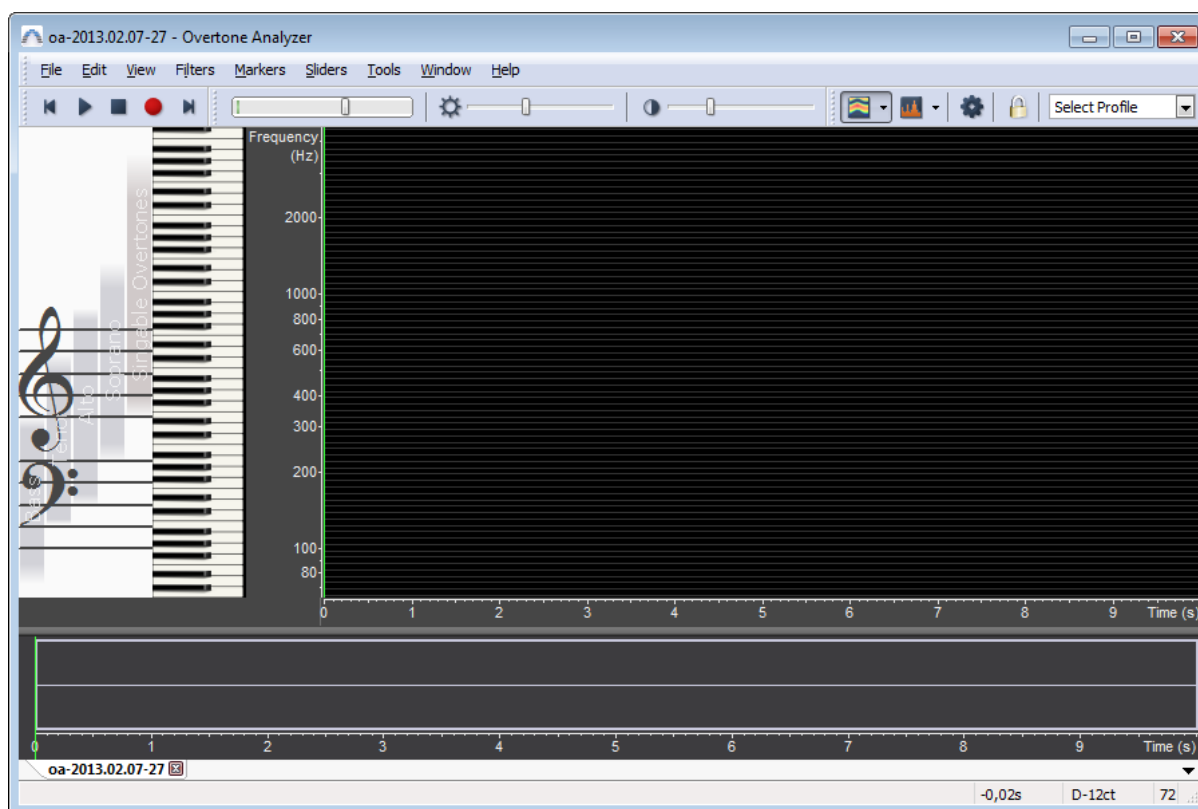 oa-2013.02.07-27 - Overtone Analyzer
File Edit View Filters Markers Sliders Tools Window Help
Select Profile
Frequency
(Hz)
2000
1000
800
600
400
300
200
100
80
Bass
Tenor
Alto
Soprano
Singable Overtones
0 1 2 3 4 5 6 7 8 9 Time (s)
0 1 2 3 4 5 6 7 8 9 Time (s)
oa-2013.02.07-27
-0,02s D-12ct 72